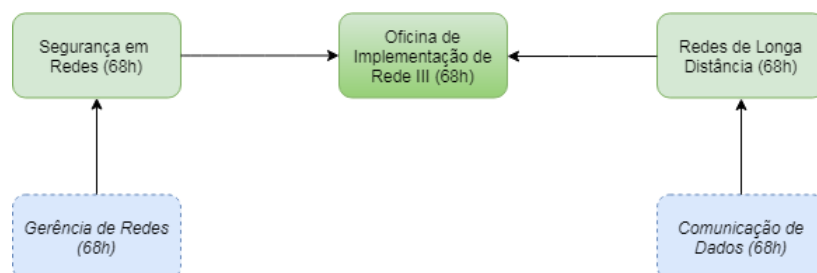 Segurança em
Redes (68h)
Oficina de
Implementação de
Rede III (68h)
Redes de Longa
Distância (68h)
Gerência de Redes
(68h)
Comunicação de
Dados (68h)